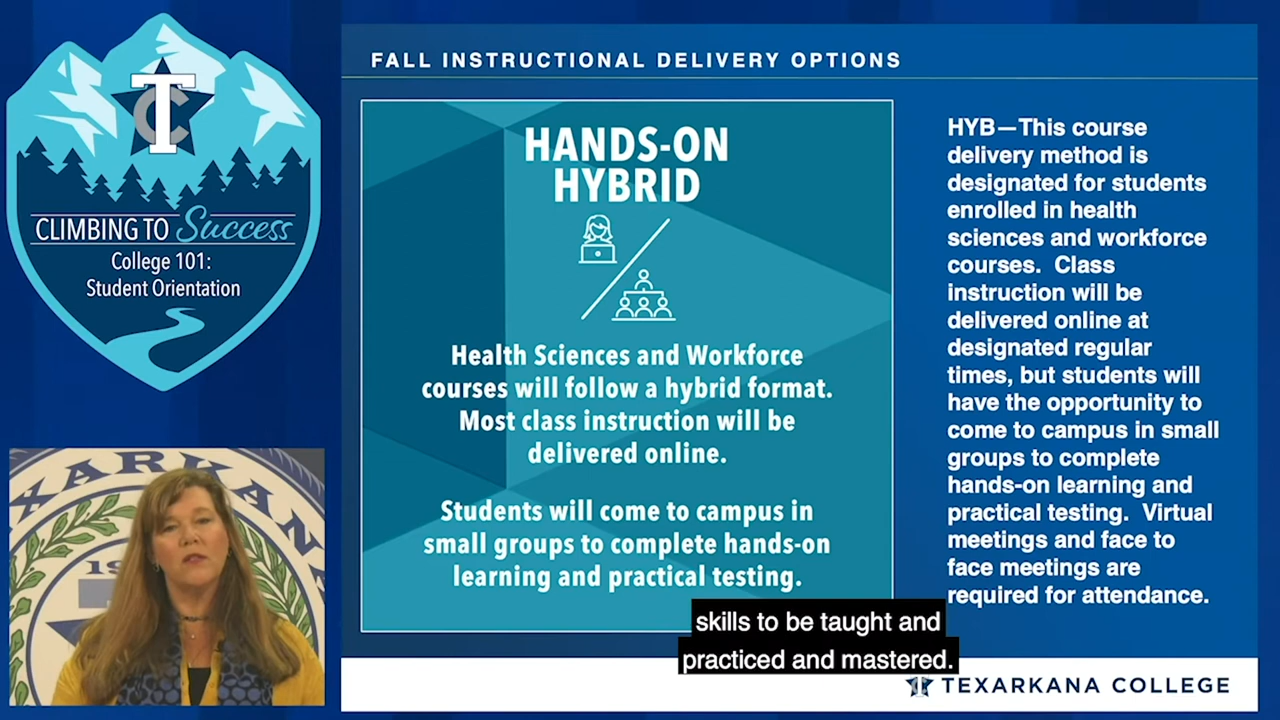 FALL INSTRUCTIONAL DELIVERY OPTIONS
TC
CLIMBING TO Success
College 101:
Student Orientation
HANDS-ON
HYBRID
Health Sciences and Workforce
courses will follow a hybrid format.
Most class instruction will be
delivered online.
Students will come to campus in
small groups to complete hands-on
learning and practical testing.
HYB—This course
delivery method is
designated for students
enrolled in health
sciences and workforce
courses.  Class
instruction will be
delivered online at
designated regular
times, but students will
have the opportunity to
come to campus in small
groups to complete
hands-on learning and
practical testing.  Virtual
meetings and face to
face meetings are
required for attendance.
skills to be taught and
practiced and mastered.
TC TEXARKANA COLLEGE
EXARKANA